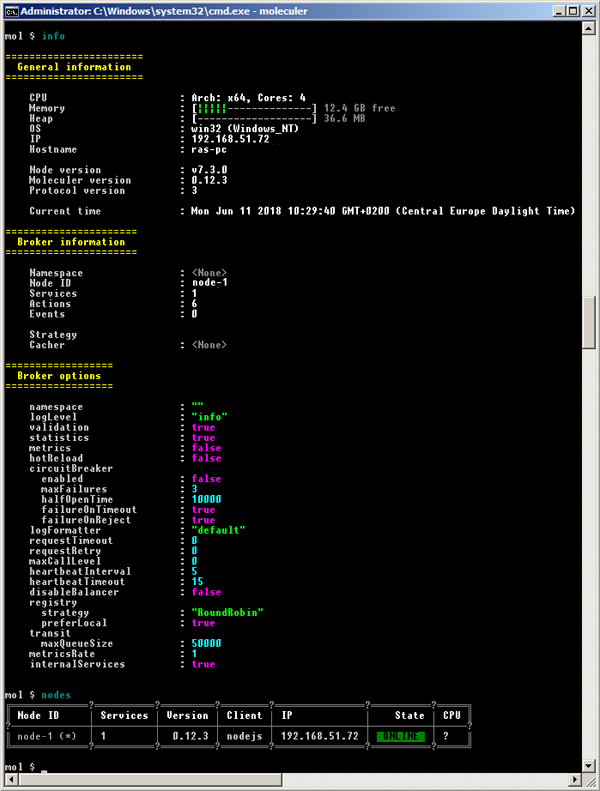 Administrator: C:\Windows\system32\cmd.exe - moleculer
mol $ info
========================
General information
========================
CPU : Arch: x64, Cores: 4
Memory : [|||||--------------] 12.4 GB free
Heap : [-------------------] 36.6 MB
OS : win32 (Windows_NT)
IP : 192.168.51.72
Hostname : ras-pc
Node version : v7.3.0
Moleculer version : 0.12.3
Protocol version : 3
Current time : Mon Jun 11 2018 10:29:40 GMT+0200 (Central Europe Daylight Time)
=======================
Broker information
=======================
Namespace : <None>
Node ID : node-1
Services : 1
Actions : 6
Events : 0
Strategy
Cacher : <None>
===================
Broker options
===================
namespace : ""
logLevel : "info"
validation : true
statistics : true
metrics : false
hotReload : false
circuitBreaker
enabled : false
maxFailures : 3
halfOpenTime : 10000
failureOnTimeout : true
failureOnReject : true
logFormatter : "default"
requestTimeout : 0
requestRetry : 0
maxCallLevel : 0
heartbeatInterval : 5
heartbeatTimeout : 15
disableBalancer : false
registry
strategy : "RoundRobin"
preferLocal : true
transit
maxQueueSize : 50000
metricsRate : 1
internalServices : true
mol $ nodes
Node ID Services Version Client IP State CPU
node-1 (*) 1 0.12.3 nodejs 192.168.51.72 ONLINE ?
mol $